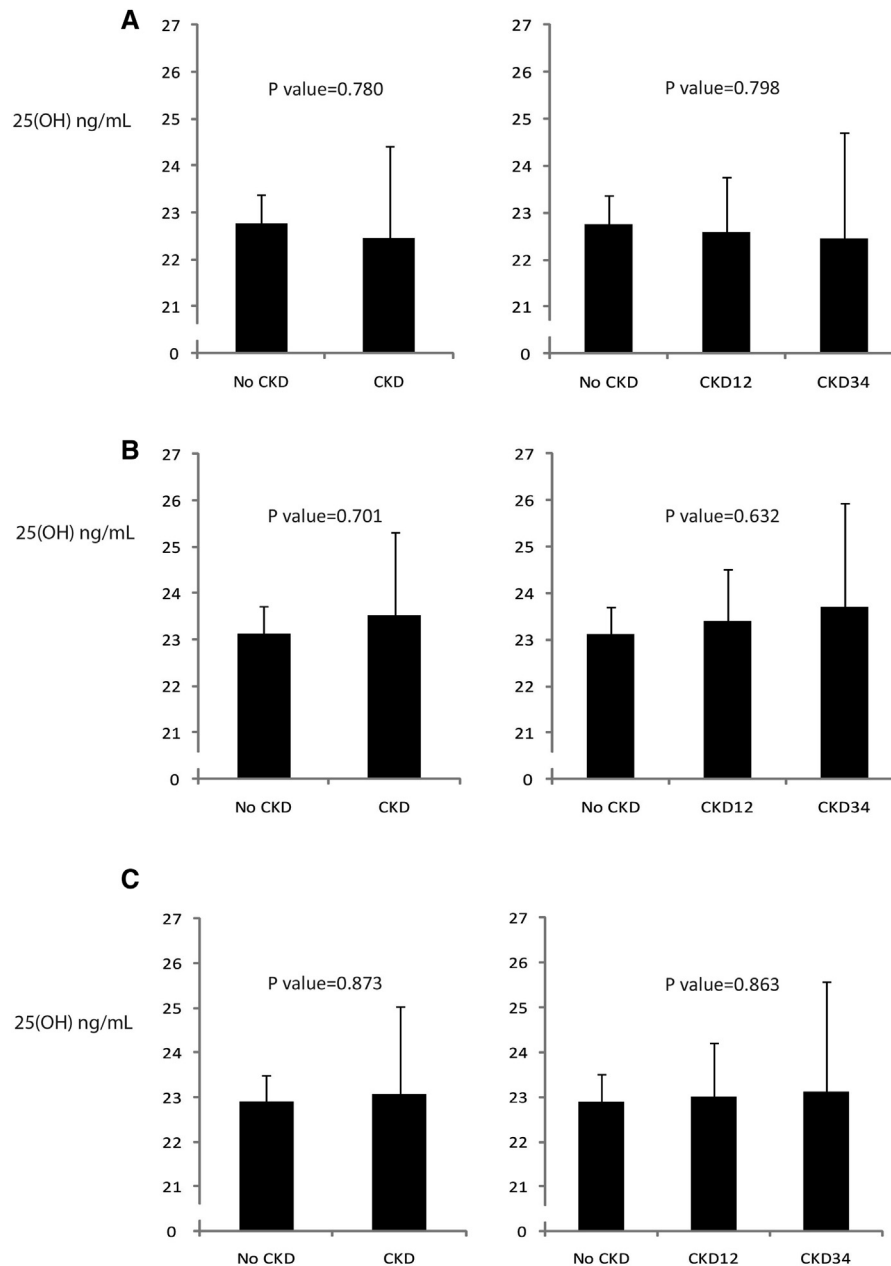 A
27
26
25
24
23
22
21
0
25(OH) ng/mL
P value=0.780
No CKD
CKD
27
26
25
24
23
22
21
0
P value=0.798
No CKD
CKD12
CKD34
B
27
26
25
24
23
22
21
0
25(OH) ng/mL
P value=0.701
No CKD
CKD
27
26
25
24
23
22
21
0
P value=0.632
No CKD
CKD12
CKD34
C
27
26
25
24
23
22
21
0
25(OH) ng/mL
P value=0.873
No CKD
CKD
27
26
25
24
23
22
21
0
P value=0.863
No CKD
CKD12
CKD34